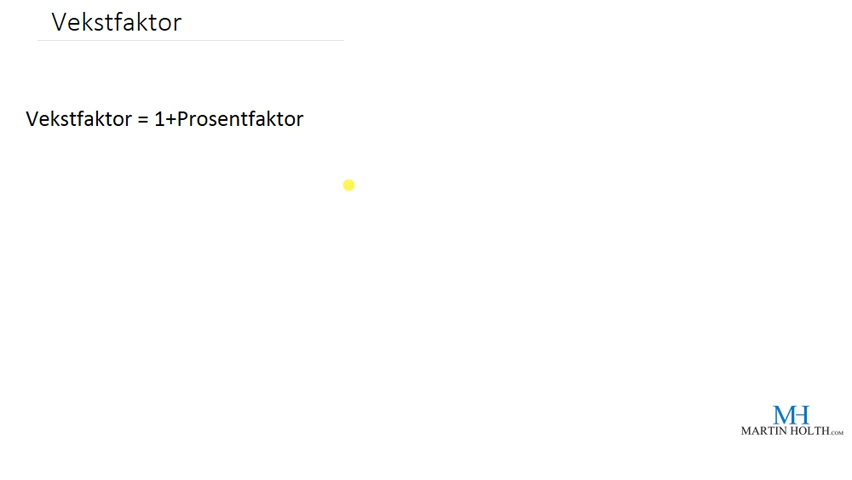 Vekstfaktor
Vekstfaktor = 1+Prosentfaktor
MH
MARTIN HOLTH.COM